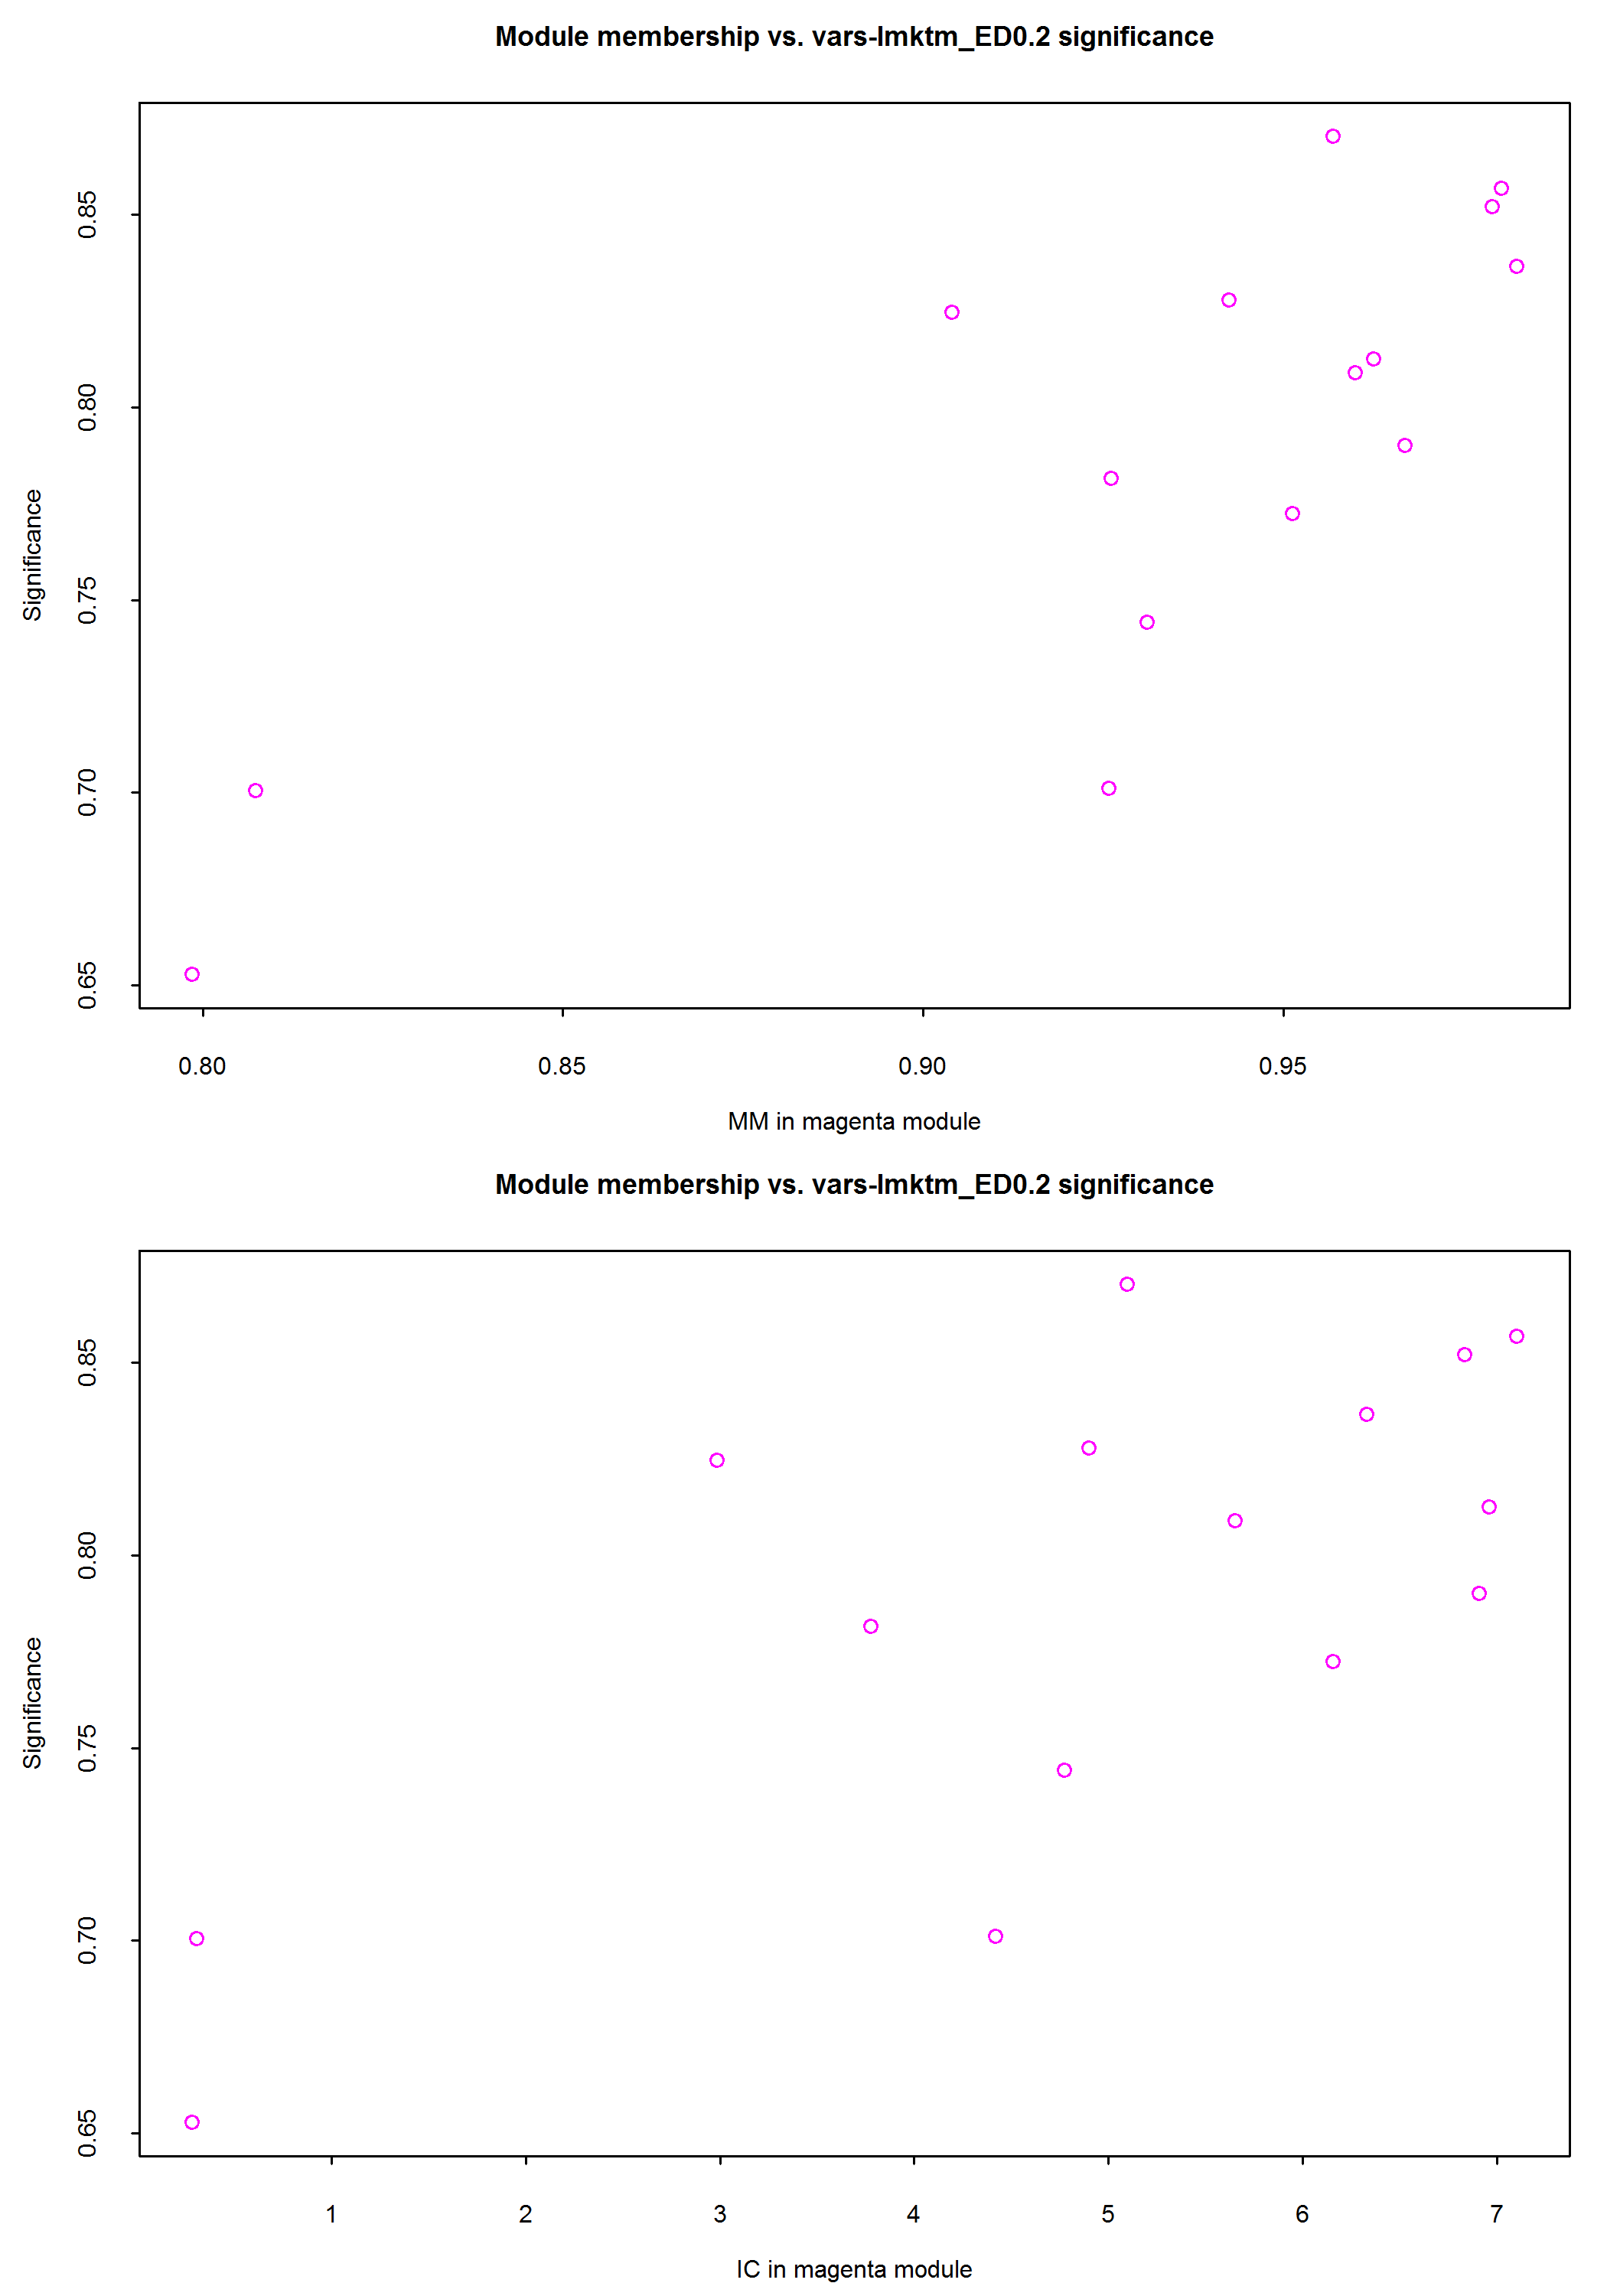 Module membership vs. vars-lmktm_ED0.2 significance
0.85
0.80
0.75
0.70
0.65
Significance
0.80 0.85 0.90 0.95
MM in magenta module
Module membership vs. vars-lmktm_ED0.2 significance
0.85
0.80
0.75
0.70
0.65
Significance
1 2 3 4 5 6 7
IC in magenta module